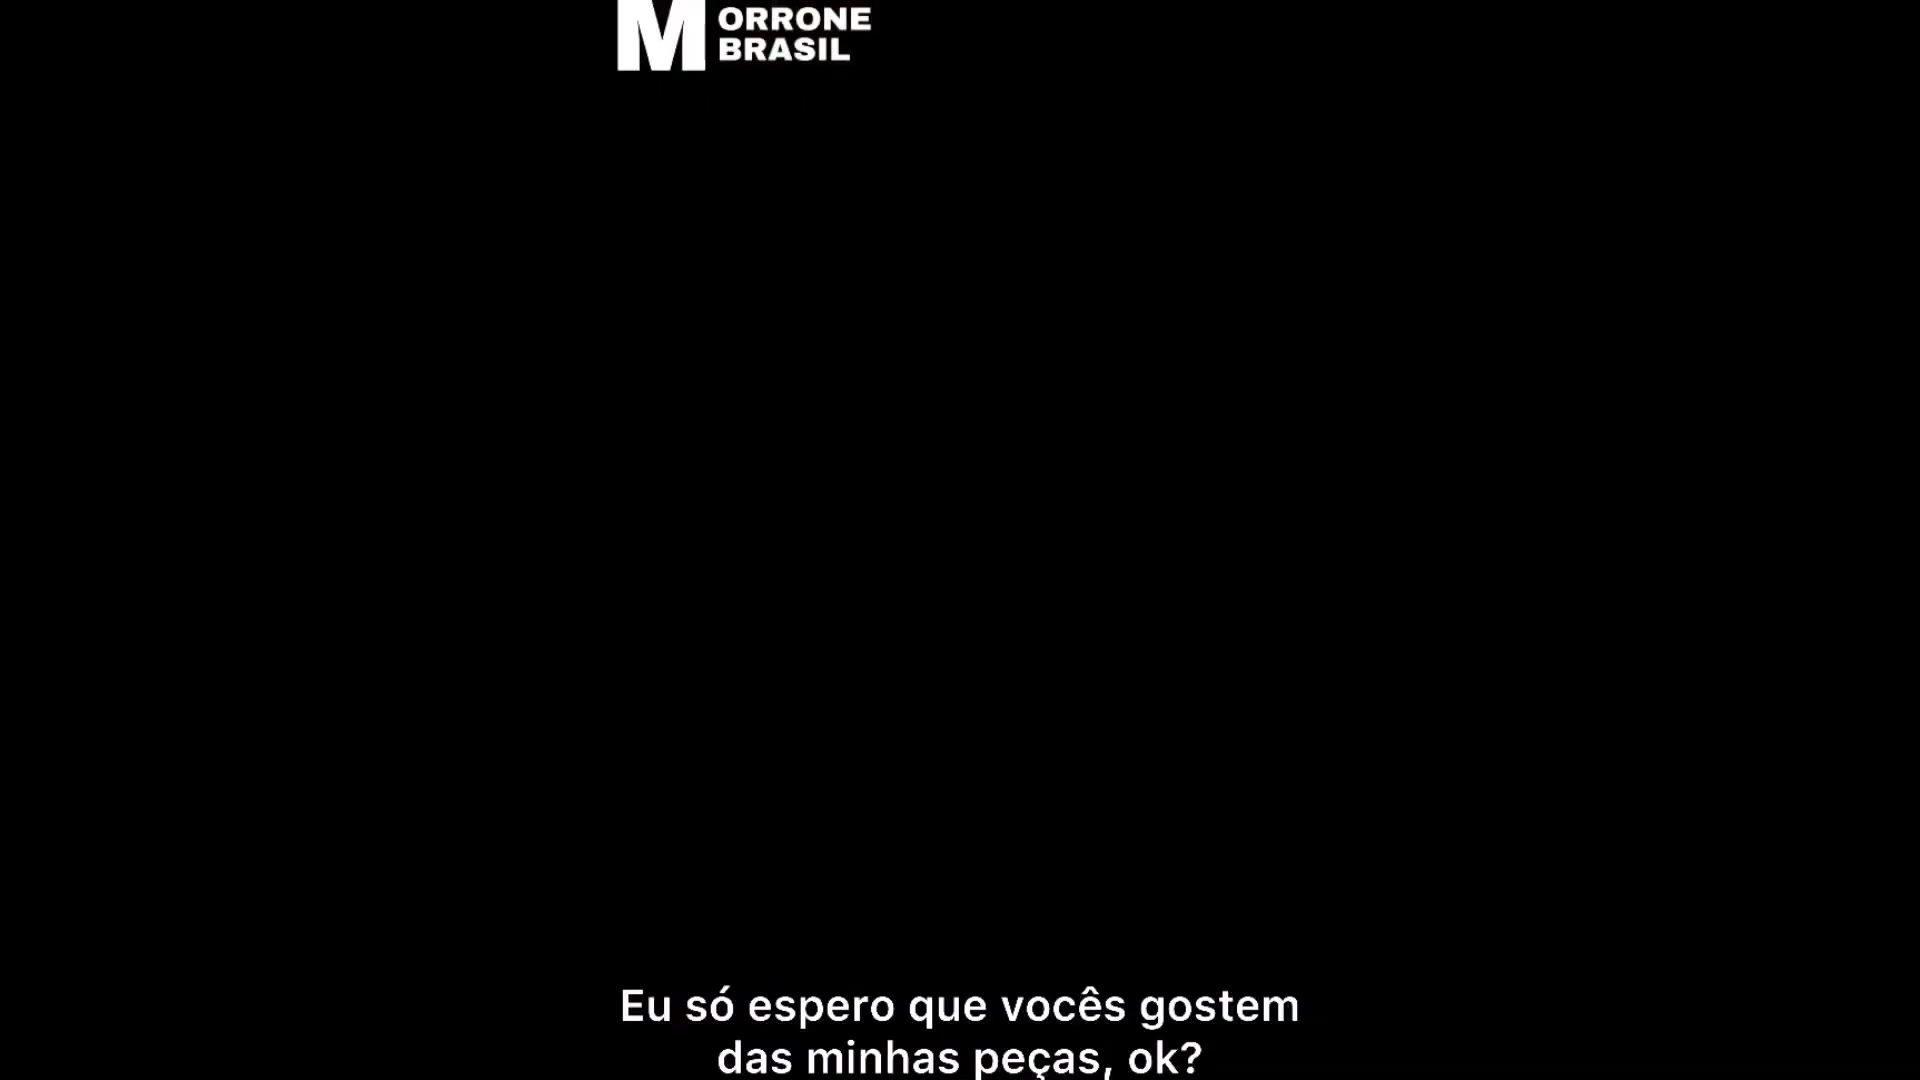 MORRONE
BRASIL
Eu só espero que vocês gostem
das minhas peças, ok?